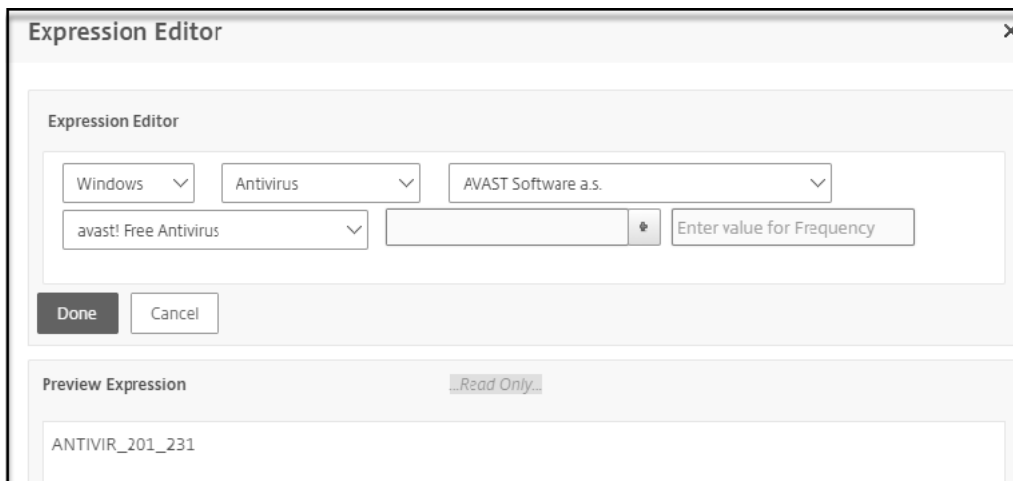 Expression Editor
Expression Editor
Windows Antivirus AVAST Software a.s.
avast! Free Antivirus Enter value for Frequency
Done Cancel
Preview Expression ...Read Only...
ANTIVIR_201_231